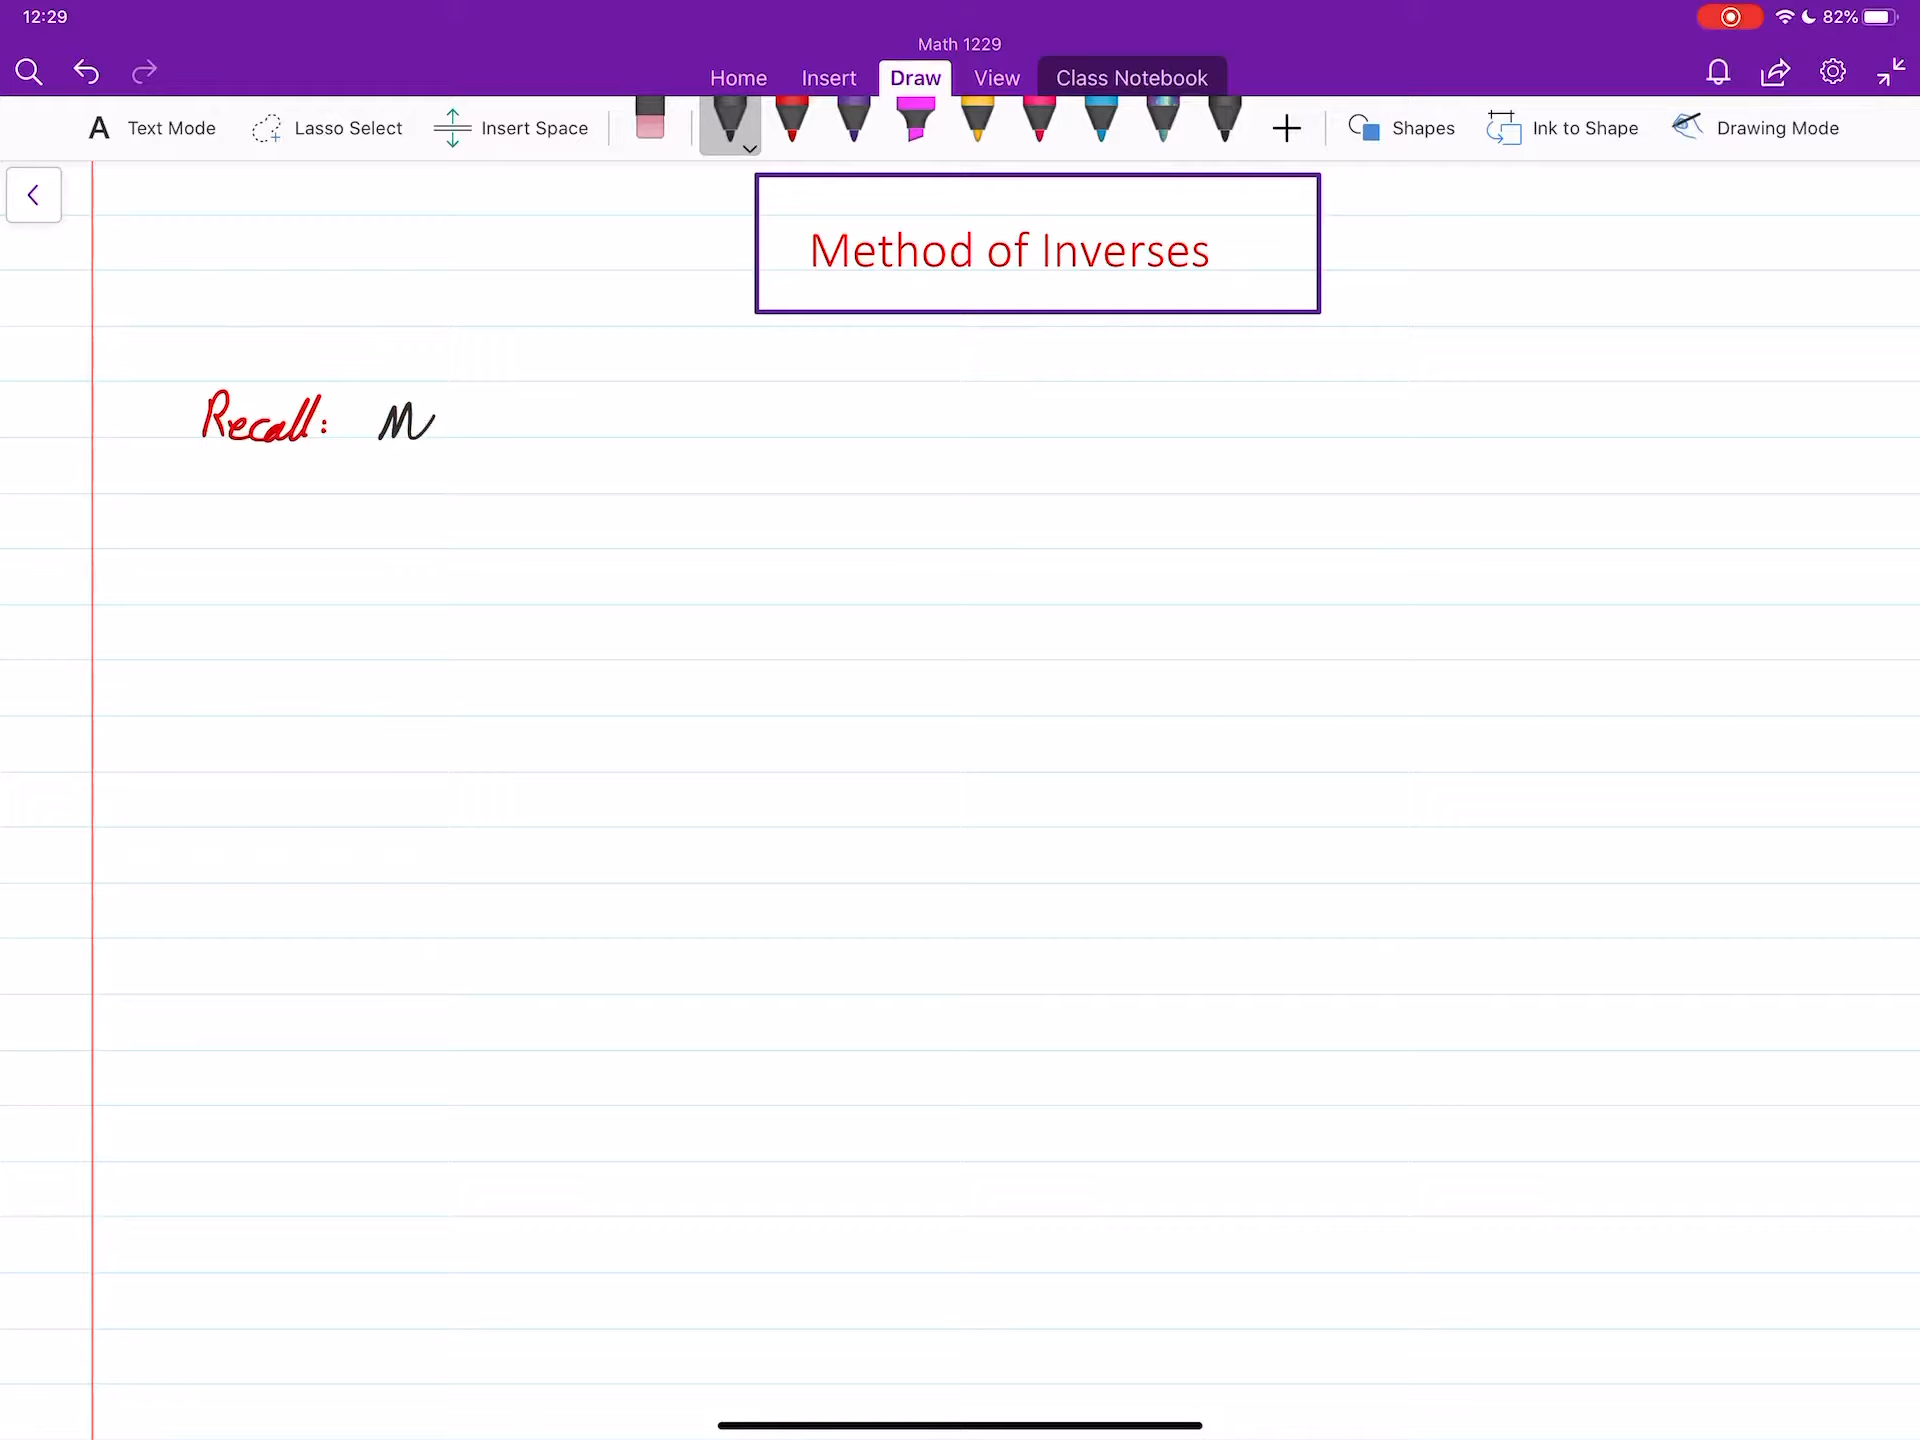 12:29
82%
Math 1229
Home Insert Draw View Class Notebook
A Text Mode Lasso Select Insert Space Shapes Ink to Shape Drawing Mode
Method of Inverses
Recall: M